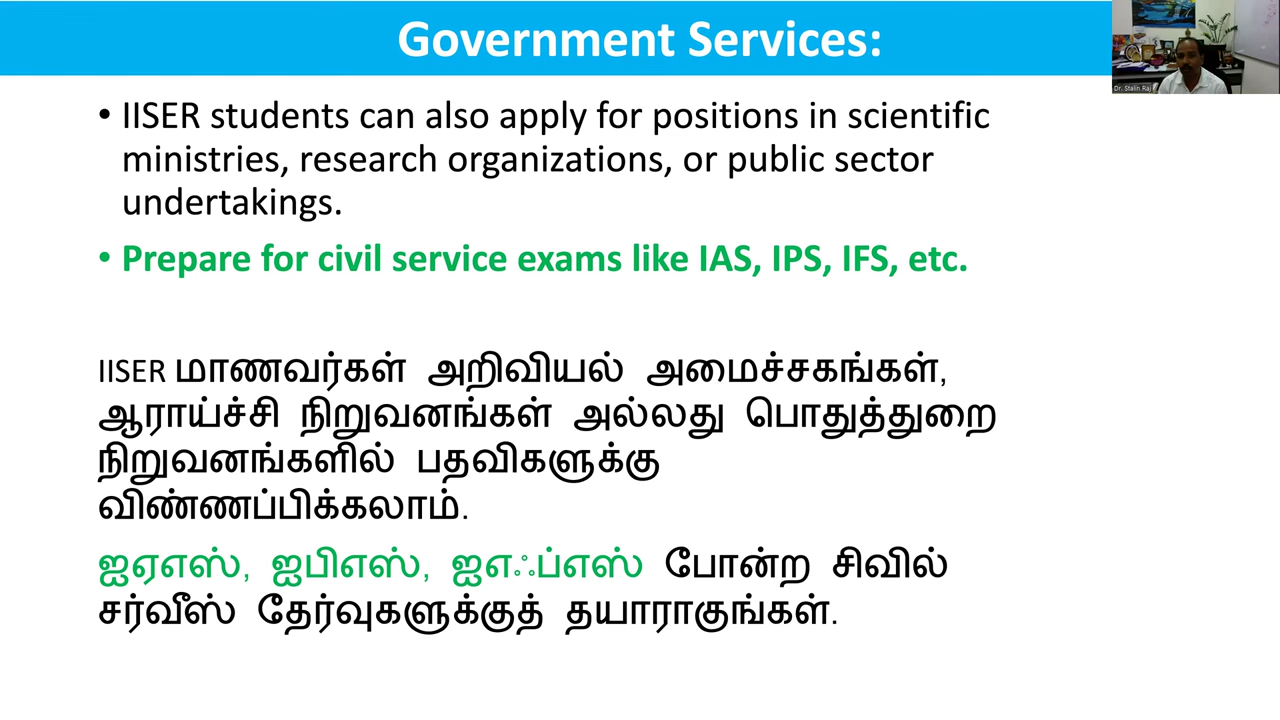 Government Services:
Dr. Stalin Raj
• IISER students can also apply for positions in scientific
ministries, research organizations, or public sector
undertakings.
• Prepare for civil service exams like IAS, IPS, IFS, etc.
IISER மாணவர்கள் அறிவியல் அமைச்சகங்கள்,
ஆராய்ச்சி நிறுவனங்கள் அல்லது பொதுத்துறை
நிறுவனங்களில் பதவிகளுக்கு
விண்ணப்பிக்கலாம்.
ஐஏஎஸ், ஐபிஎஸ், ஐஎஃப்எஸ் போன்ற சிவில்
சர்வீஸ் தேர்வுகளுக்குத் தயாராகுங்கள்.